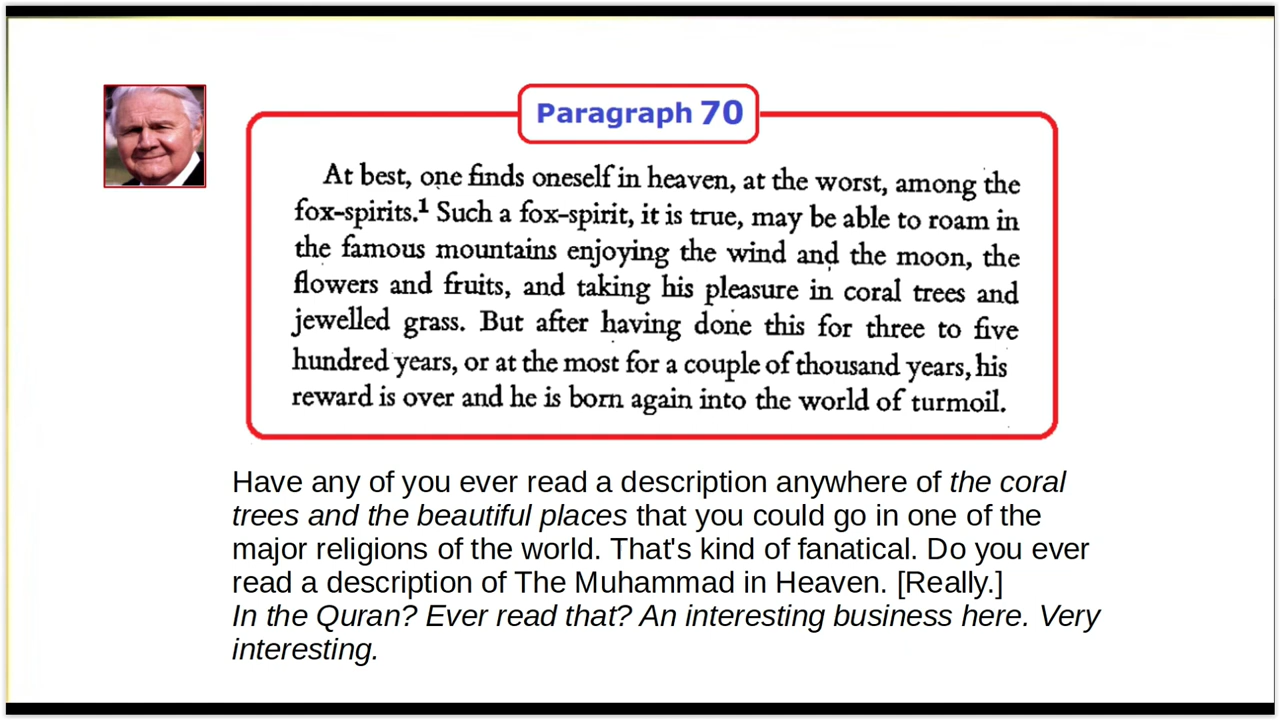 Paragraph 70
At best, one finds oneself in heaven, at the worst, among the
fox-spirits.¹ Such a fox-spirit, it is true, may be able to roam in
the famous mountains enjoying the wind and the moon, the
flowers and fruits, and taking his pleasure in coral trees and
jewelled grass. But after having done this for three to five
hundred years, or at the most for a couple of thousand years, his
reward is over and he is born again into the world of turmoil.
Have any of you ever read a description anywhere of the coral
trees and the beautiful places that you could go in one of the
major religions of the world. That's kind of fanatical. Do you ever
read a description of The Muhammad in Heaven. [Really.]
In the Quran? Ever read that? An interesting business here. Very
interesting.